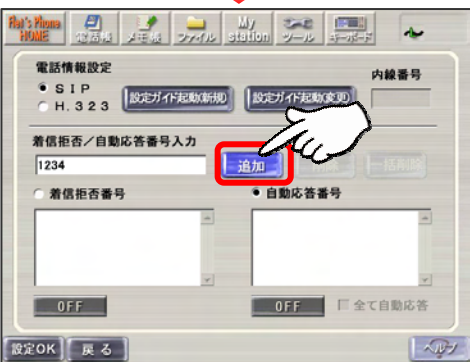 Rei's Phone
HOME
電話帳
メモ帳
ファイル
My
station
ツール
キーボード
電話情報設定
内線番号
SIP
設定ガイド起動(新規)
設定ガイド起動(変更)
H.323
着信拒否/自動応答番号入力
1234
追加
一括削除
着信拒否番号
自動応答番号
OFF
OFF
全て自動応答
設定OK
戻る
ヘルプ